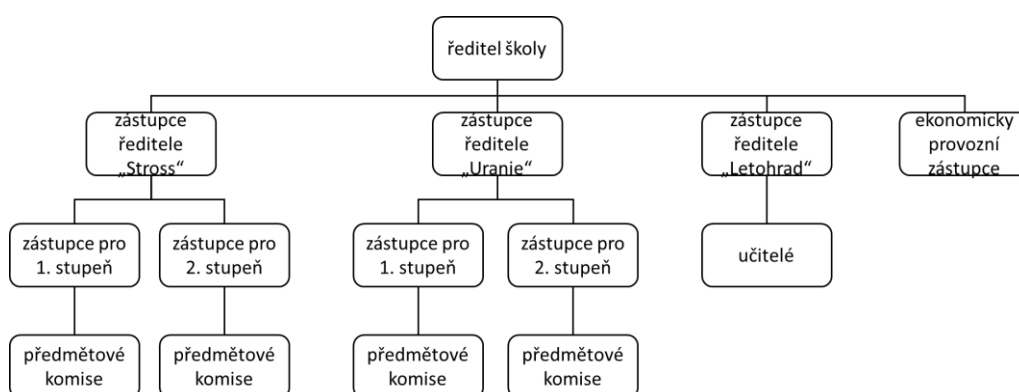 ředitel školy
zástupce
ředitele
„Stross“
zástupce
ředitele
„Uranie“
zástupce
ředitele
„Letohrad“
ekonomicky
provozní
zástupce
zástupce pro
1. stupeň
zástupce pro
2. stupeň
zástupce pro
1. stupeň
zástupce pro
2. stupeň
učitelé
předmětové
komise
předmětové
komise
předmětové
komise
předmětové
komise